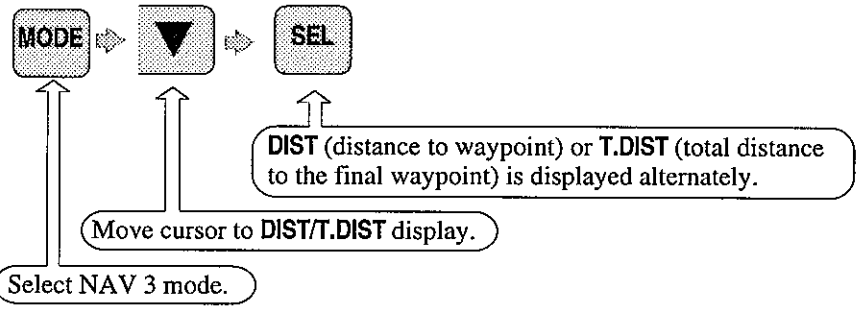 MODE SEL
DIST (distance to waypoint) or T.DIST (total distance
to the final waypoint) is displayed alternately.
Move cursor to DIST/T.DIST display.
Select NAV 3 mode.